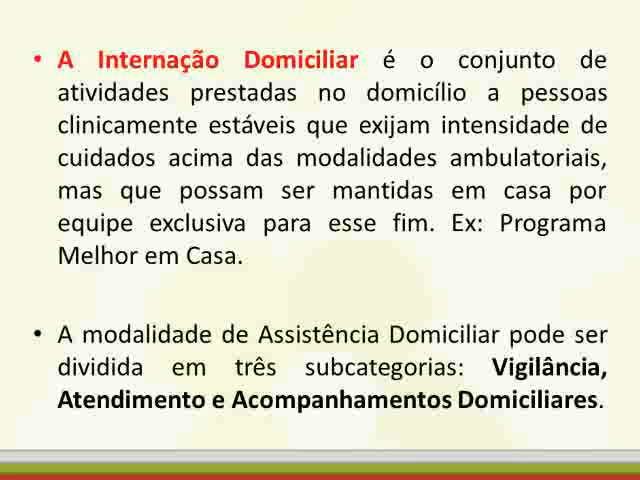 • A Internação Domiciliar é o conjunto de
atividades prestadas no domicílio a pessoas
clinicamente estáveis que exijam intensidade de
cuidados acima das modalidades ambulatoriais,
mas que possam ser mantidas em casa por
equipe exclusiva para esse fim. Ex: Programa
Melhor em Casa.
• A modalidade de Assistência Domiciliar pode ser
dividida em três subcategorias: Vigilância,
Atendimento e Acompanhamentos Domiciliares.